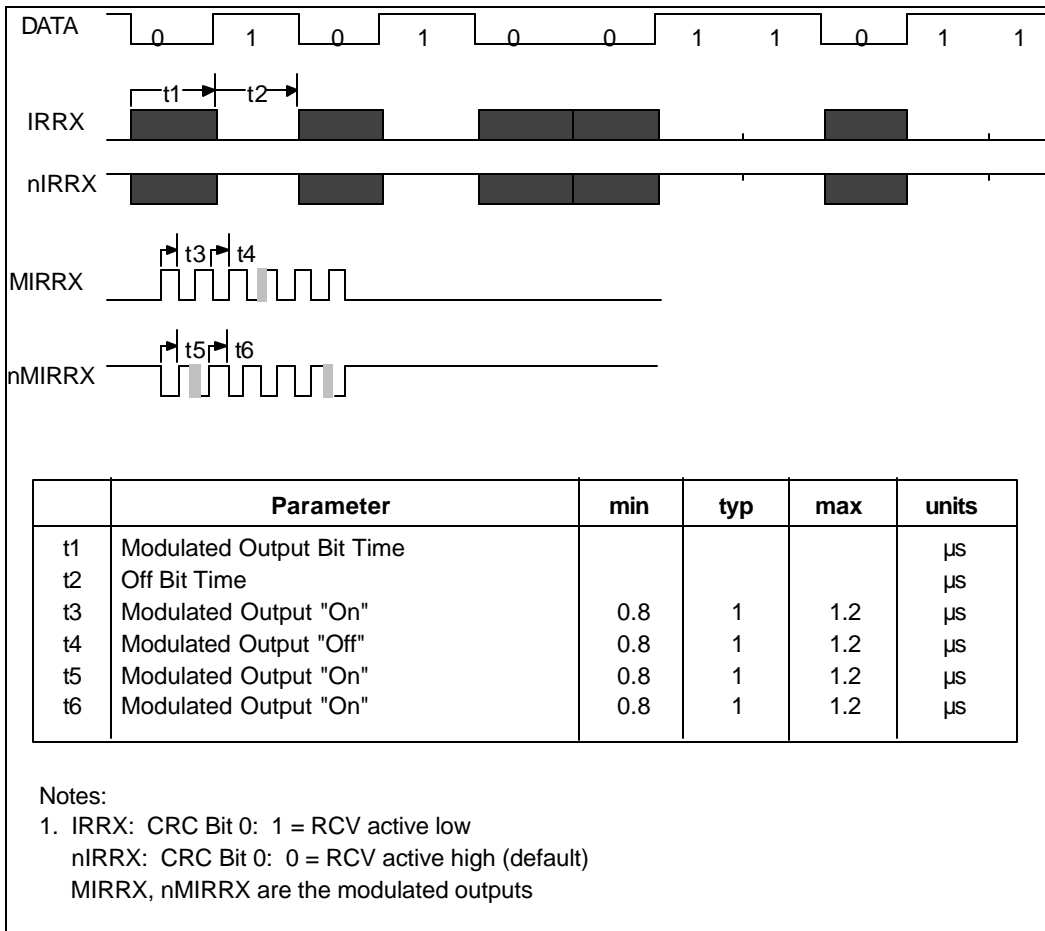 DATA 0 1 0 1 0 0 1 1 0 1 1
t1 t2
IRRX
nIRRX
t3 t4
MIRRX
t5 t6
nMIRRX
Parameter min typ max units
t1 Modulated Output Bit Time µs
t2 Off Bit Time µs
t3 Modulated Output "On" 0.8 1 1.2 µs
t4 Modulated Output "Off" 0.8 1 1.2 µs
t5 Modulated Output "On" 0.8 1 1.2 µs
t6 Modulated Output "On" 0.8 1 1.2 µs
Notes:
1. IRRX: CRC Bit 0: 1 = RCV active low
nIRRX: CRC Bit 0: 0 = RCV active high (default)
MIRRX, nMIRRX are the modulated outputs